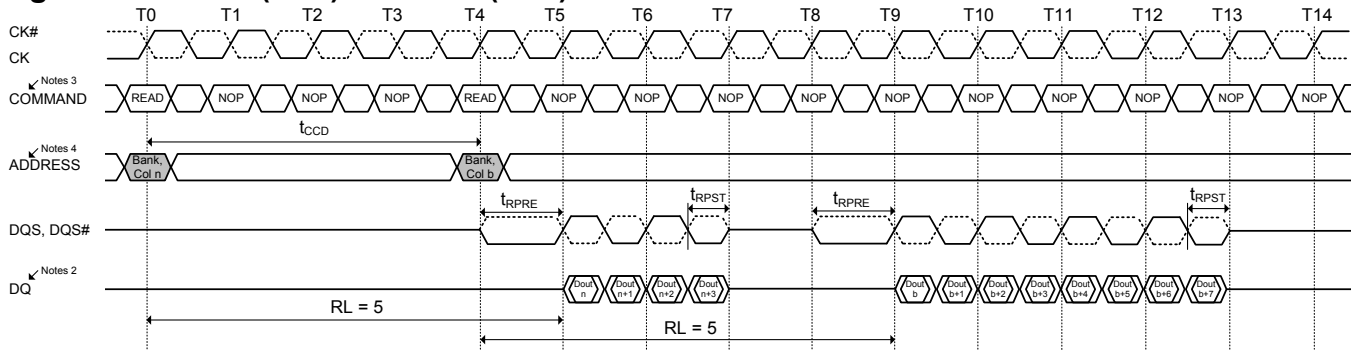 T0 T1 T2 T3 T4 T5 T6 T7 T8 T9 T10 T11 T12 T13 T14
CK#
CK
Notes 3
COMMAND READ NOP NOP NOP READ NOP NOP NOP NOP NOP NOP NOP NOP NOP NOP
tCCD
Notes 4
ADDRESS Bank, Col n Bank, Col b
tRPRE tRPST tRPRE tRPST
DQS, DQS#
Notes 2
DQ Dout n Dout n+1 Dout n+2 Dout n+3 Dout b Dout b+1 Dout b+2 Dout b+3 Dout b+4 Dout b+5 Dout b+6 Dout b+7
RL = 5
RL = 5